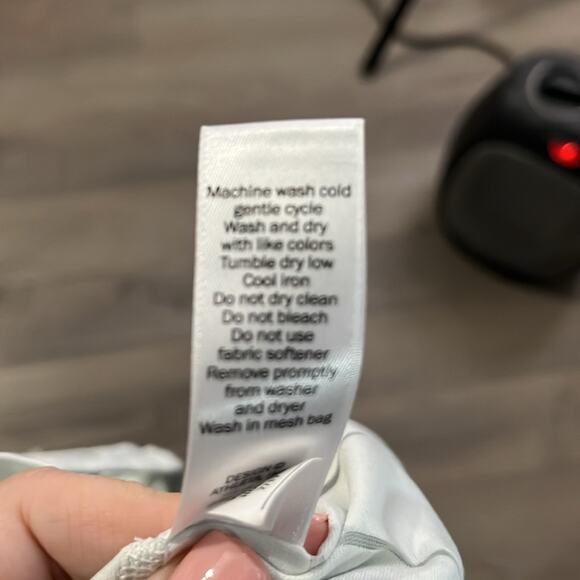 Machine wash cold
gentle cycle
Wash and dry
with like colors
Tumble dry low
Cool iron
Do not dry clean
Do not bleach
Do not use
fabric softener
Remove promptly
from washer
and dryer
Wash in mesh bag
DESIGN ©